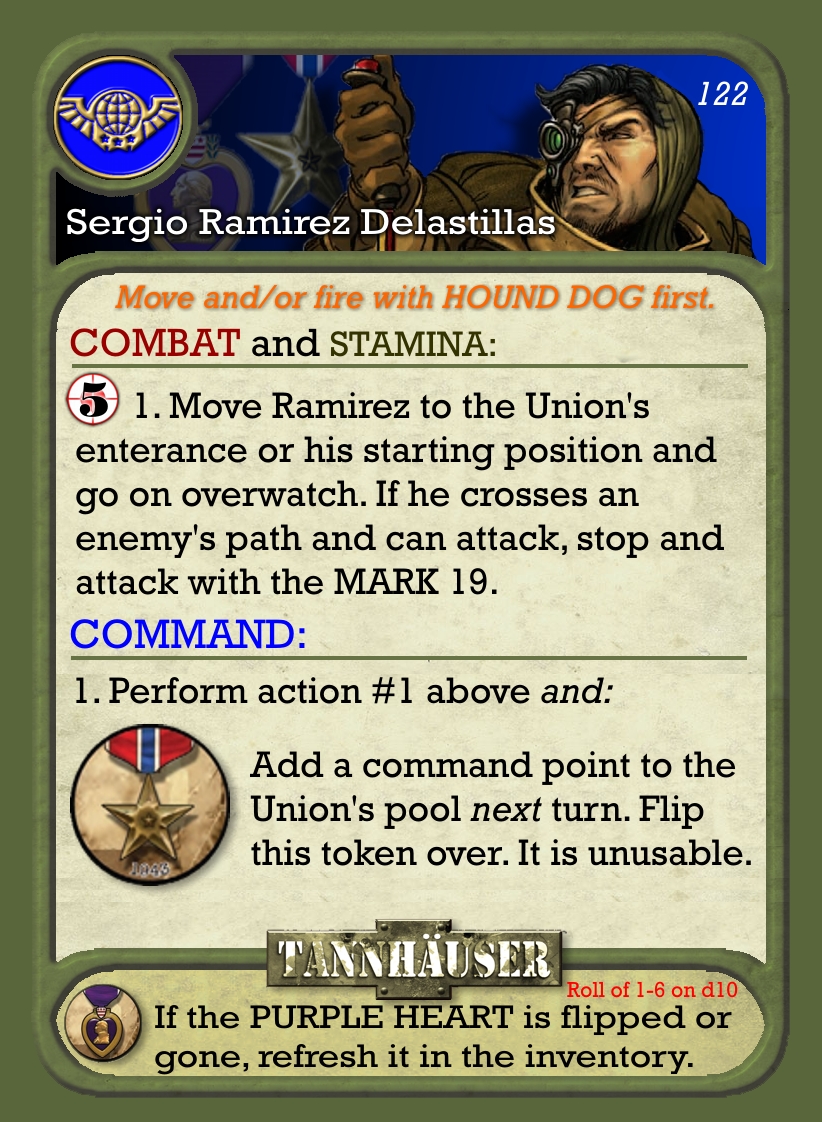 122
Sergio Ramirez Delastillas
Move and/or fire with HOUND DOG first.
COMBAT and STAMINA:
5 1. Move Ramirez to the Union's
enterance or his starting position and
go on overwatch. If he crosses an
enemy's path and can attack, stop and
attack with the MARK 19.
COMMAND:
1. Perform action #1 above and:
Add a command point to the
Union's pool next turn. Flip
this token over. It is unusable.
1945
TANNHÄUSER
Roll of 1-6 on d10
If the PURPLE HEART is flipped or
gone, refresh it in the inventory.